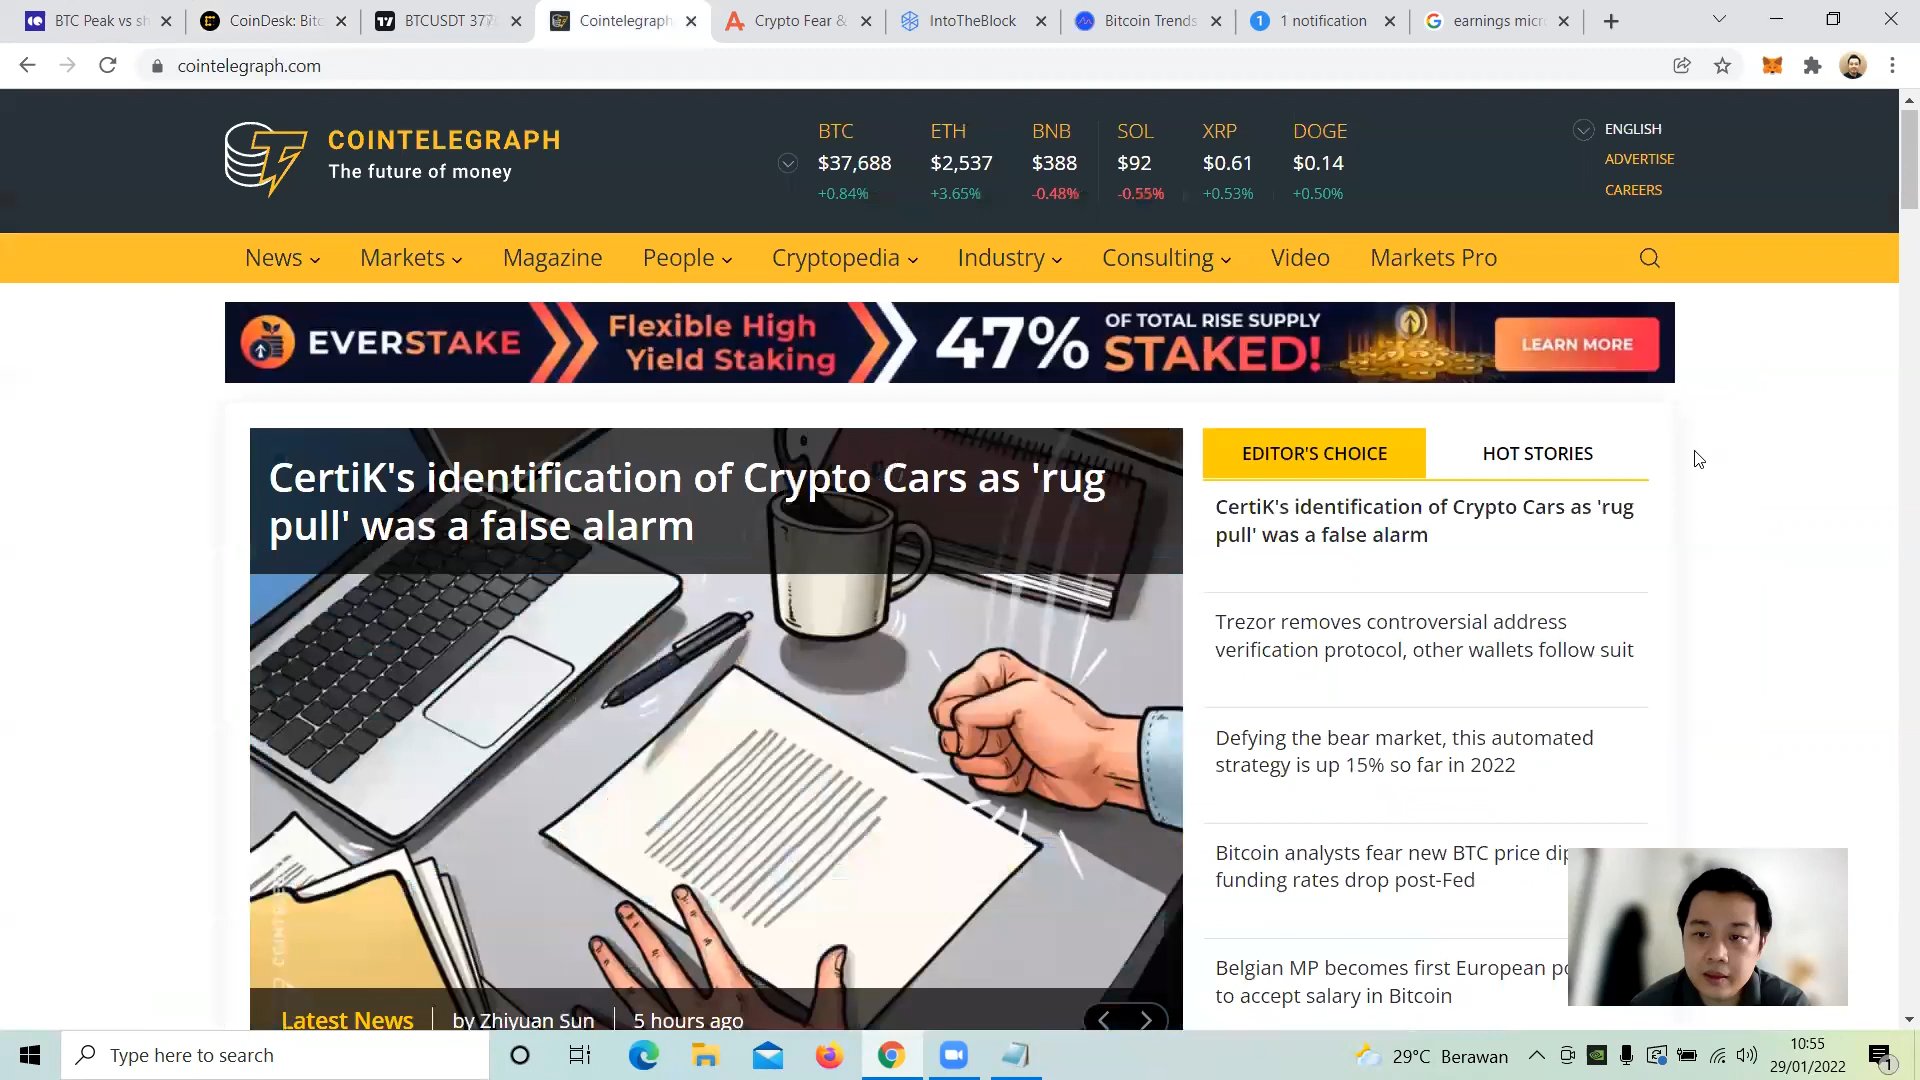 BTC Peak vs sh
CoinDesk: Bitc
BTCUSDT 377
Cointelegraph
Crypto Fear &
IntoTheBlock
Bitcoin Trends
1 notification
earnings micr
cointelegraph.com
COINTELEGRAPH
The future of money
BTC ETH BNB SOL XRP DOGE
$37,688 $2,537 $388 $92 $0.61 $0.14
+0.84% +3.65% -0.48% -0.55% +0.53% +0.50%
ENGLISH
ADVERTISE
CAREERS
News Markets Magazine People Cryptopedia Industry Consulting Video Markets Pro
EVERSTAKE
Flexible High
Yield Staking
47%
OF TOTAL RISE SUPPLY
STAKED!
LEARN MORE
CertiK's identification of Crypto Cars as 'rug
pull' was a false alarm
Latest News by Zhiyuan Sun 5 hours ago
EDITOR'S CHOICE HOT STORIES
CertiK's identification of Crypto Cars as 'rug
pull' was a false alarm
Trezor removes controversial address
verification protocol, other wallets follow suit
Defying the bear market, this automated
strategy is up 15% so far in 2022
Bitcoin analysts fear new BTC price dip
funding rates drop post-Fed
Belgian MP becomes first European po
to accept salary in Bitcoin
Type here to search
29°C Berawan
10:55
29/01/2022
1